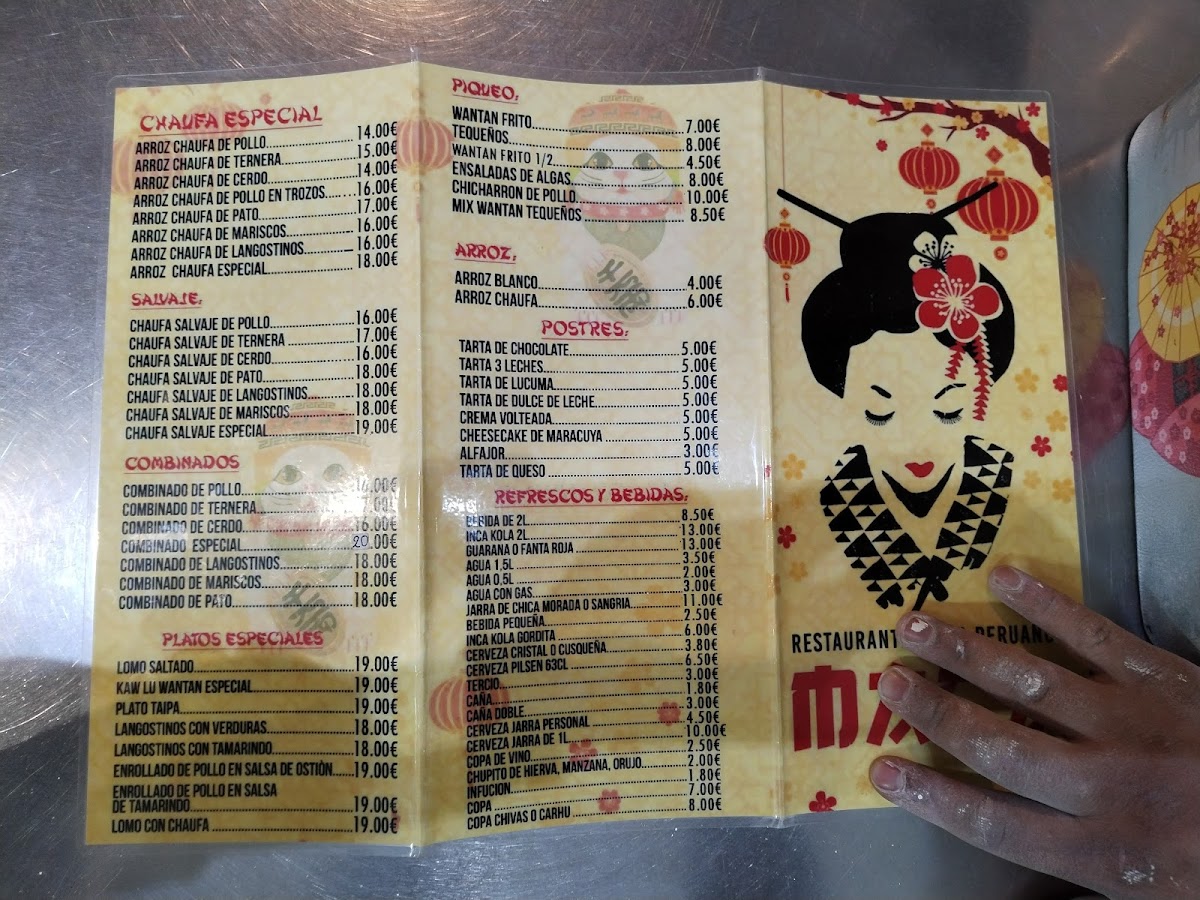 CHAUFA ESPECIAL
ARROZ CHAUFA DE POLLO 14.00€
ARROZ CHAUFA DE TERNERA 15.00€
ARROZ CHAUFA DE CERDO 14.00€
ARROZ CHAUFA DE POLLO EN TROZOS 16.00€
ARROZ CHAUFA DE PATO 17.00€
ARROZ CHAUFA DE MARISCOS 16.00€
ARROZ CHAUFA DE LANGOSTINOS 16.00€
ARROZ CHAUFA ESPECIAL 18.00€
SALVAJE:
CHAUFA SALVAJE DE POLLO 16.00€
CHAUFA SALVAJE DE TERNERA 17.00€
CHAUFA SALVAJE DE CERDO 16.00€
CHAUFA SALVAJE DE PATO 18.00€
CHAUFA SALVAJE DE LANGOSTINOS 18.00€
CHAUFA SALVAJE DE MARISCOS 18.00€
CHAUFA SALVAJE ESPECIAL 19.00€
COMBINADOS
COMBINADO DE POLLO 16.00€
COMBINADO DE TERNERA
COMBINADO DE CERDO 16.00€
COMBINADO ESPECIAL 20.00€
COMBINADO DE LANGOSTINOS 18.00€
COMBINADO DE MARISCOS 18.00€
COMBINADO DE PATO 18.00€
PLATOS ESPECIALES
LOMO SALTADO 19.00€
KAW LU WANTAN ESPECIAL 19.00€
PLATO TAIPA 19.00€
LANGOSTINOS CON VERDURAS 18.00€
LANGOSTINOS CON TAMARINDO 18.00€
ENROLLADO DE POLLO EN SALSA DE OSTIÓN 19.00€
ENROLLADO DE POLLO EN SALSA
DE TAMARINDO 19.00€
LOMO CON CHAUFA 19.00€
PIQUEO:
WANTAN FRITO 7.00€
TEQUEÑOS 8.00€
WANTAN FRITO 1/2 4.50€
ENSALADAS DE ALGAS 8.00€
CHICHARRON DE POLLO 10.00€
MIX WANTAN TEQUEÑOS 8.50€
ARROZ:
ARROZ BLANCO 4.00€
ARROZ CHAUFA 6.00€
POSTRES:
TARTA DE CHOCOLATE 5.00€
TARTA 3 LECHES 5.00€
TARTA DE LUCUMA 5.00€
TARTA DE DULCE DE LECHE 5.00€
CREMA VOLTEADA 5.00€
CHEESECAKE DE MARACUYA 5.00€
ALFAJOR 3.00€
TARTA DE QUESO 5.00€
REFRESCOS Y BEBIDAS:
BEBIDA DE 2L 8.50€
INCA KOLA 2L 13.00€
GUARANA O FANTA ROJA 13.00€
AGUA 1,5L 3.50€
AGUA 0.5L 2.00€
AGUA CON GAS 3.00€
JARRA DE CHICA MORADA O SANGRIA 11.00€
BEBIDA PEQUEÑA 2.50€
INCA KOLA GORDITA 6.00€
CERVEZA CRISTAL O CUSQUEÑA 3.80€
CERVEZA PILSEN 63CL 6.50€
TERCIO 3.00€
CAÑA 1.80€
CAÑA DOBLE 3.00€
CERVEZA JARRA PERSONAL 4.50€
CERVEZA JARRA DE 1L 10.00€
COPA DE VINO 2.50€
CHUPITO DE HIERVA, MANZANA, ORUJO 2.00€
INFUCION 1.80€
COPA 7.00€
COPA CHIVAS O CARHU 8.00€
RESTAURANT PERUANO